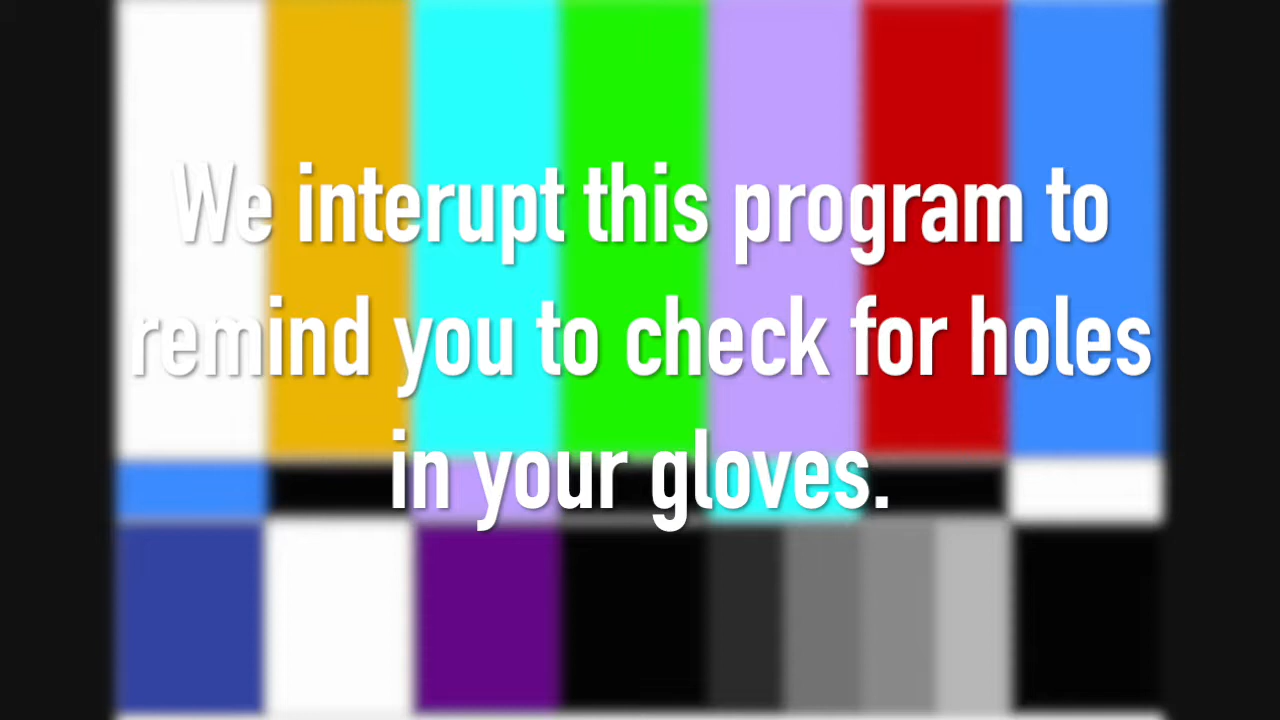 We interupt this program to
remind you to check for holes
in your gloves.